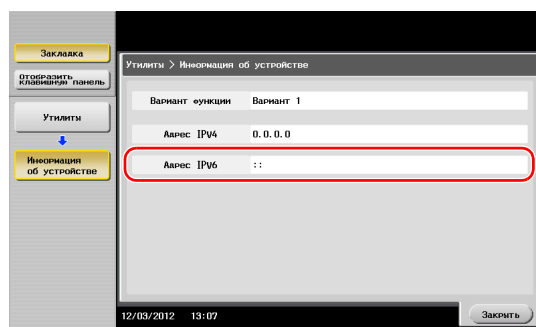 Закладка
Отобразить
клавишную панель
Утилиты
Информация
об устройстве
Утилиты > Информация об устройстве
Вариант функции Вариант 1
Адрес IPV4 0.0.0.0
Адрес IPV6 ::
12/03/2012 13:07
Закрыть